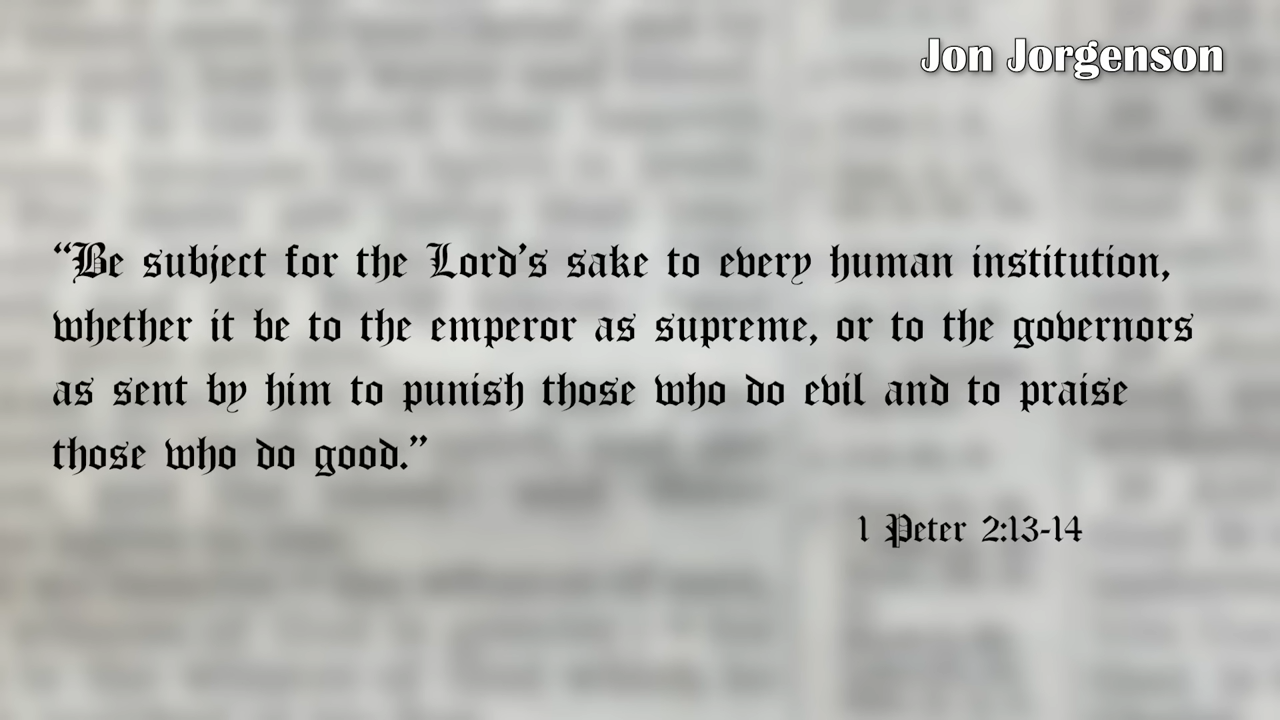 Jon Jorgenson
“Be subject for the Lord’s sake to every human institution,
whether it be to the emperor as supreme, or to the governors
as sent by him to punish those who do evil and to praise
those who do good.”
1 Peter 2:13-14